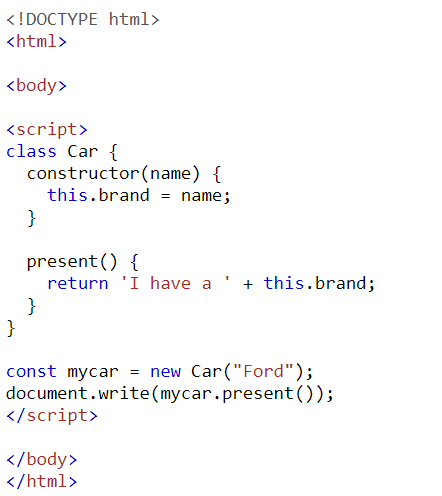 <!DOCTYPE html>
<html>
<body>
<script>
class Car {
  constructor(name) {
    this.brand = name;
  }
  present() {
    return 'I have a ' + this.brand;
  }
}
const mycar = new Car("Ford");
document.write(mycar.present());
</script>
</body>
</html>